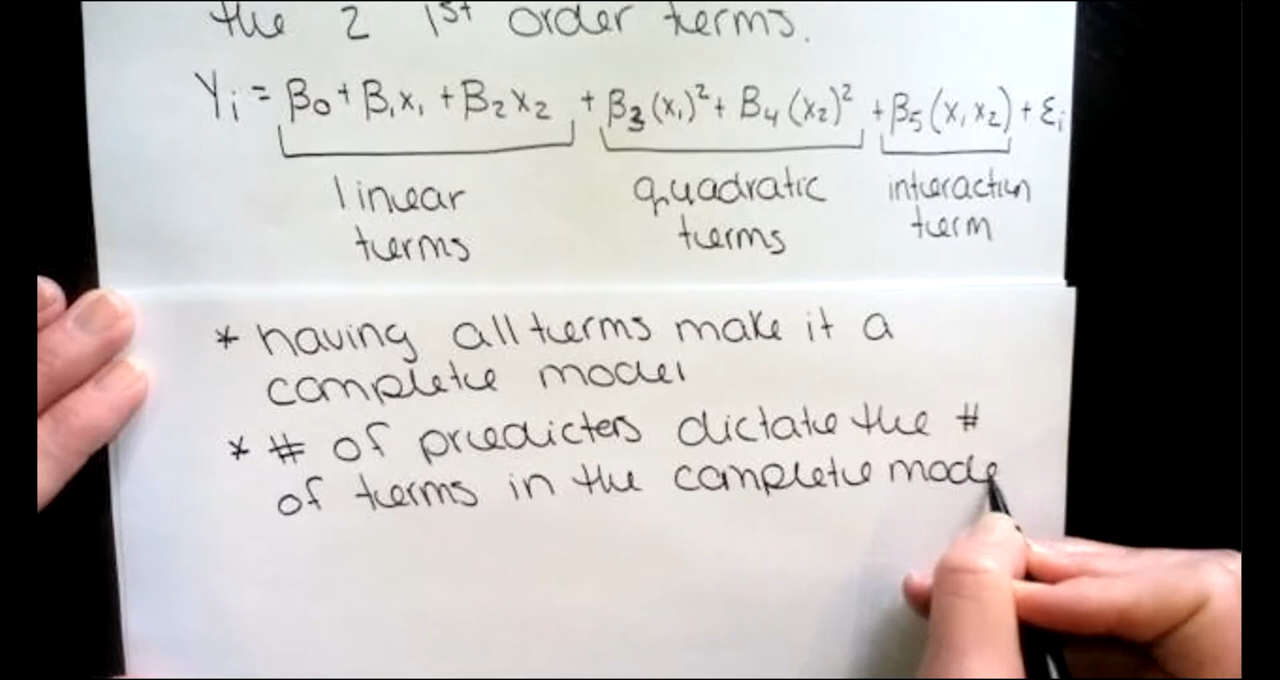 the 2 1st order terms.
Yi = β0 + β1x1 + β2x2 + β3(x1)² + β4(x2)² + β5(x1x2) + εi
linear terms quadratic terms interaction term
* having all terms make it a
complete model
* # of predicters dictate the #
of terms in the complete mode